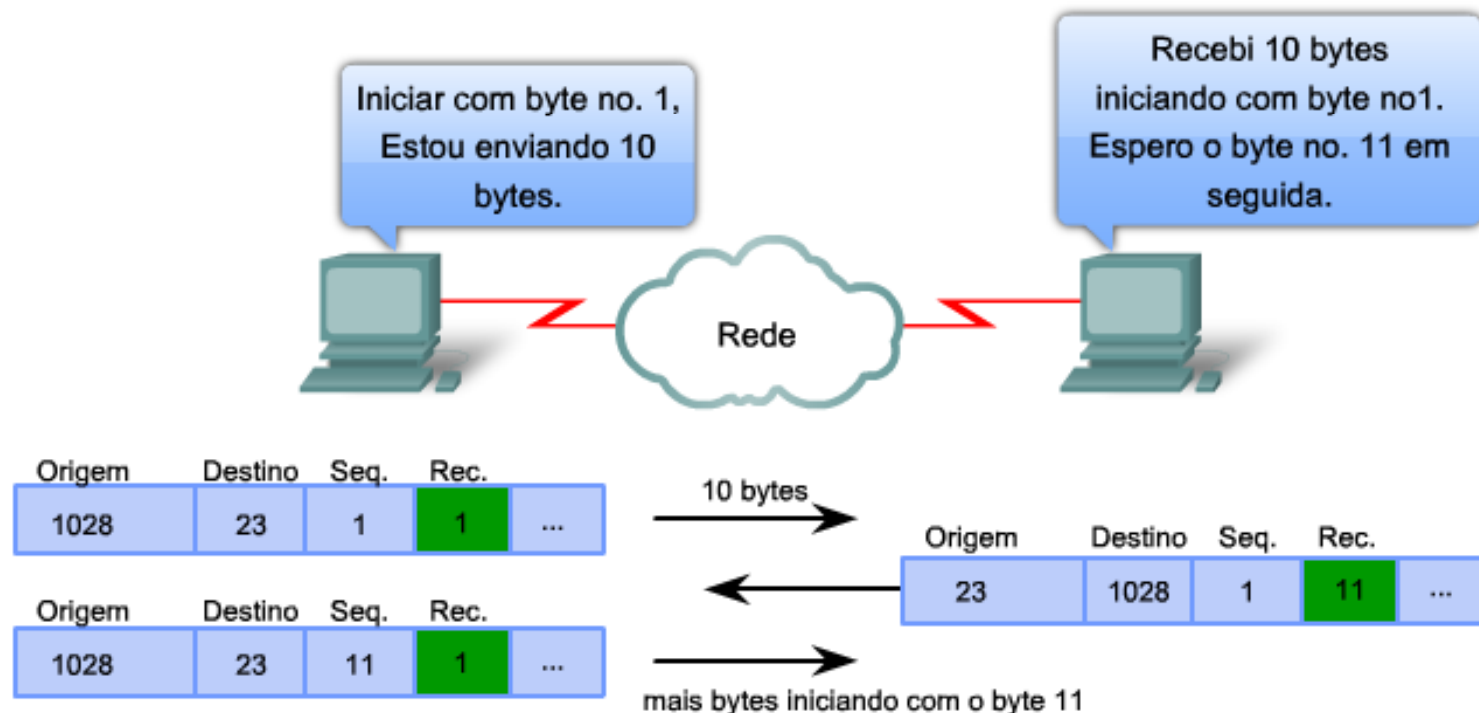 Iniciar com byte no. 1,
Estou enviando 10
bytes.
Recebi 10 bytes
iniciando com byte no1.
Espero o byte no. 11 em
seguida.
Rede
Origem Destino Seq. Rec.
1028 23 1 1 ...
10 bytes
Origem Destino Seq. Rec.
23 1028 1 11 ...
Origem Destino Seq. Rec.
1028 23 11 1 ...
mais bytes iniciando com o byte 11